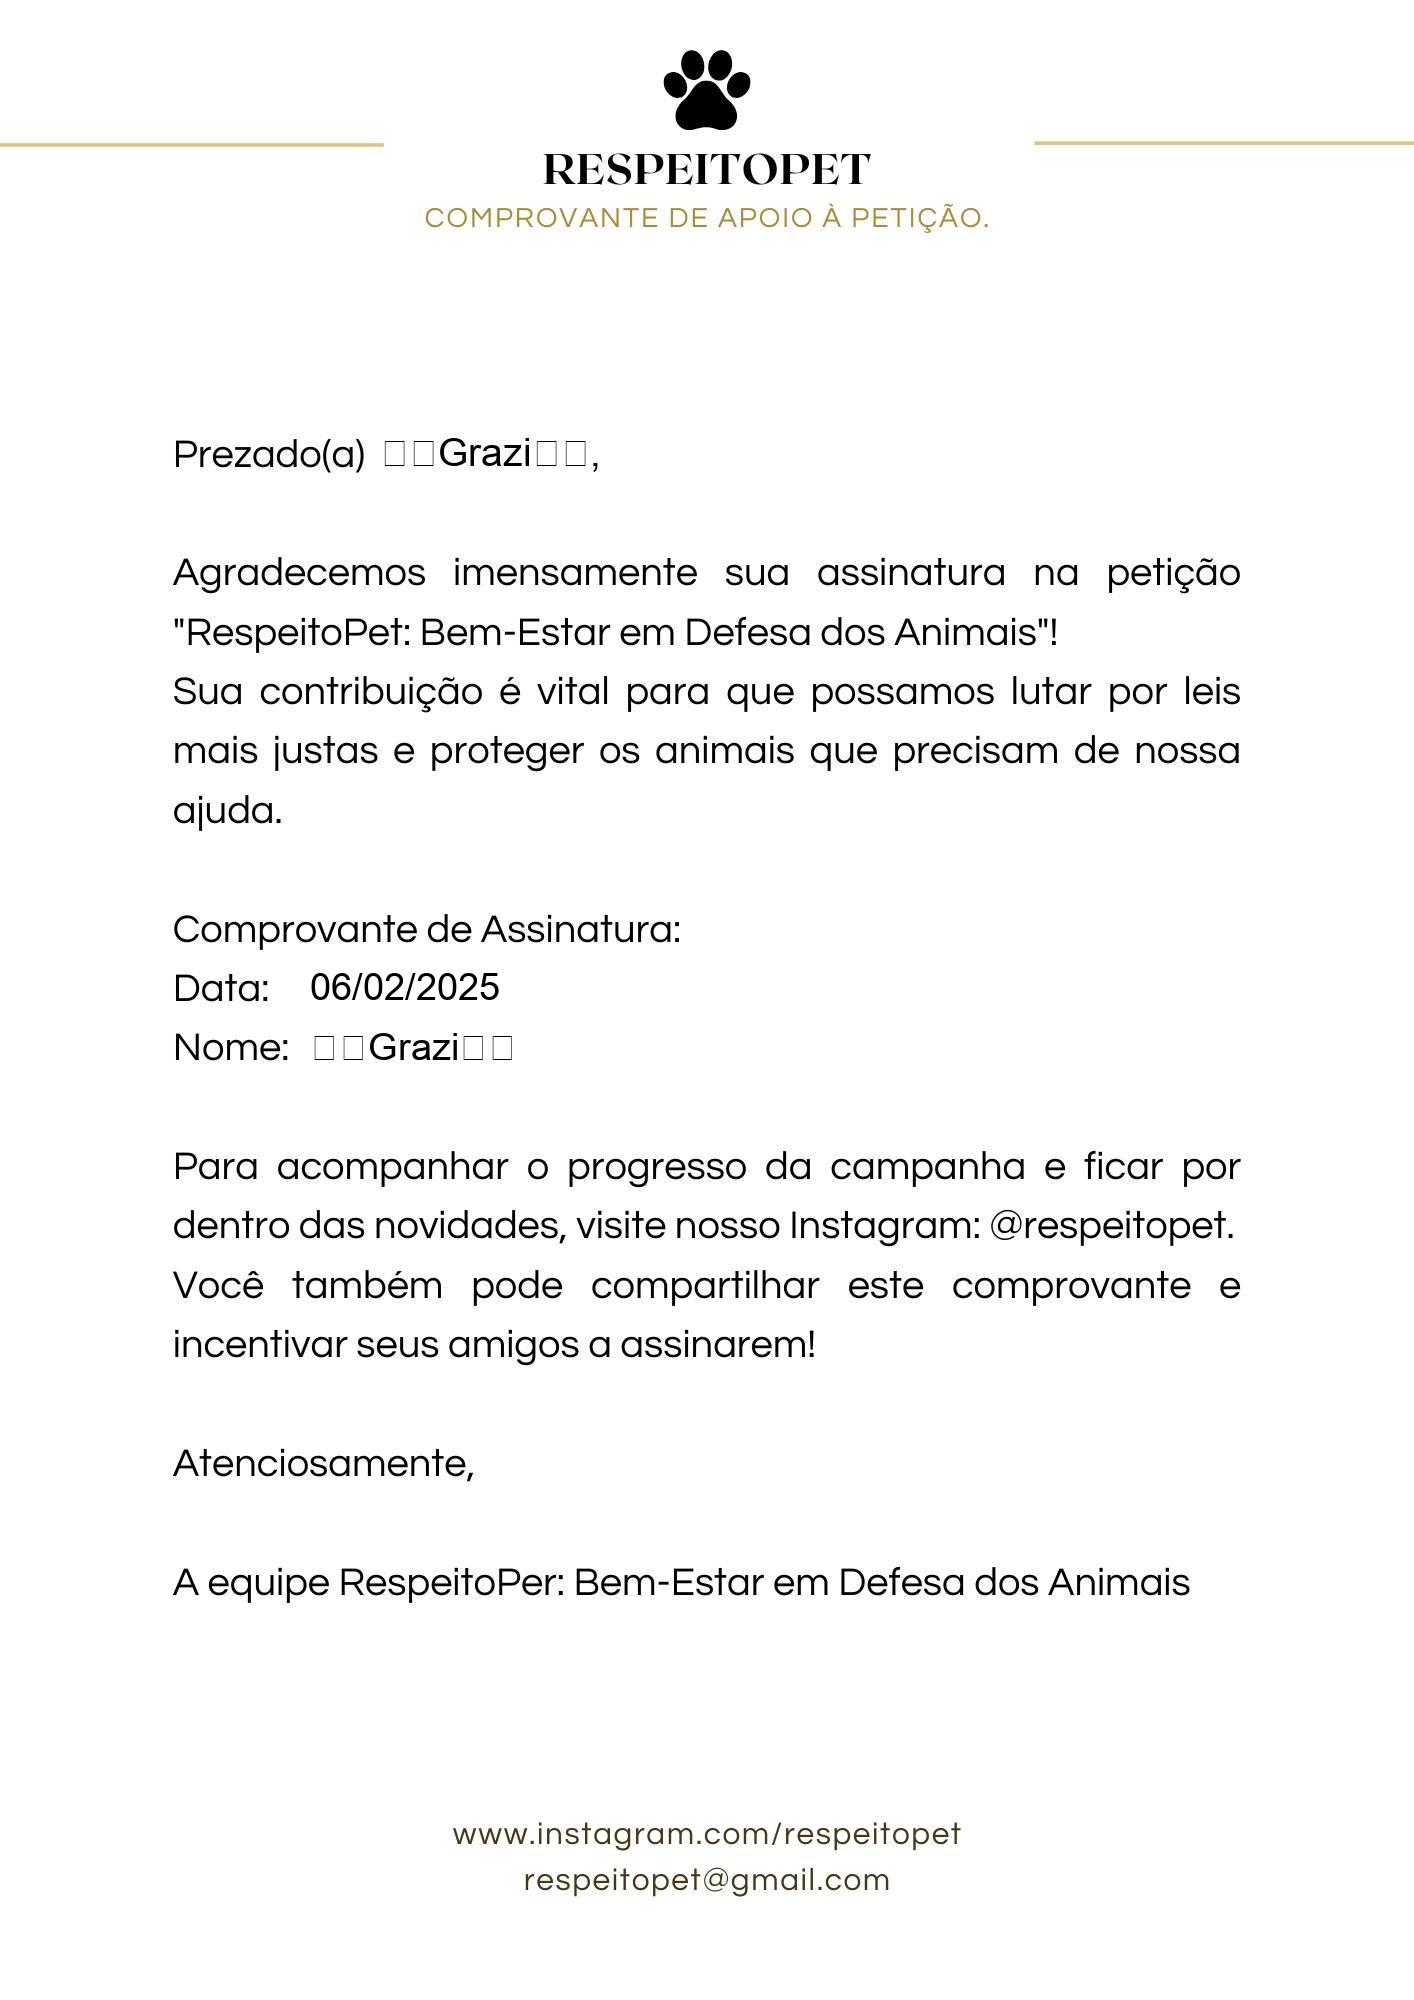 RESPEITOPET
COMPROVANTE DE APOIO À PETIÇÃO.
Prezado(a) □□Grazi□□,
Agradecemos imensamente sua assinatura na petição
"RespeitoPet: Bem-Estar em Defesa dos Animais"!
Sua contribuição é vital para que possamos lutar por leis
mais justas e proteger os animais que precisam de nossa
ajuda.
Comprovante de Assinatura:
Data: 06/02/2025
Nome: □□Grazi□□
Para acompanhar o progresso da campanha e ficar por
dentro das novidades, visite nosso Instagram: @respeitopet.
Você também pode compartilhar este comprovante e
incentivar seus amigos a assinarem!
Atenciosamente,
A equipe RespeitoPer: Bem-Estar em Defesa dos Animais
www.instagram.com/respeitopet
respeitopet@gmail.com